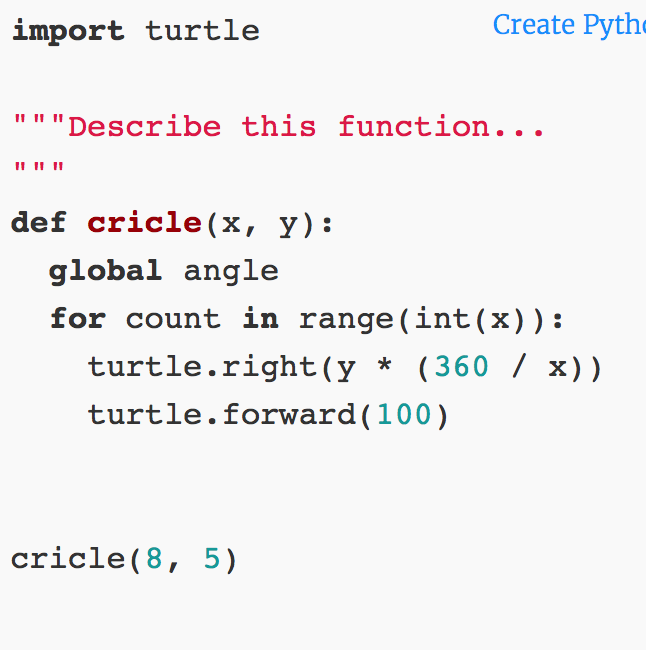 import turtle
Create Pytho
"""Describe this function...
"""
def cricle(x, y):
  global angle
  for count in range(int(x)):
    turtle.right(y * (360 / x))
    turtle.forward(100)
cricle(8, 5)